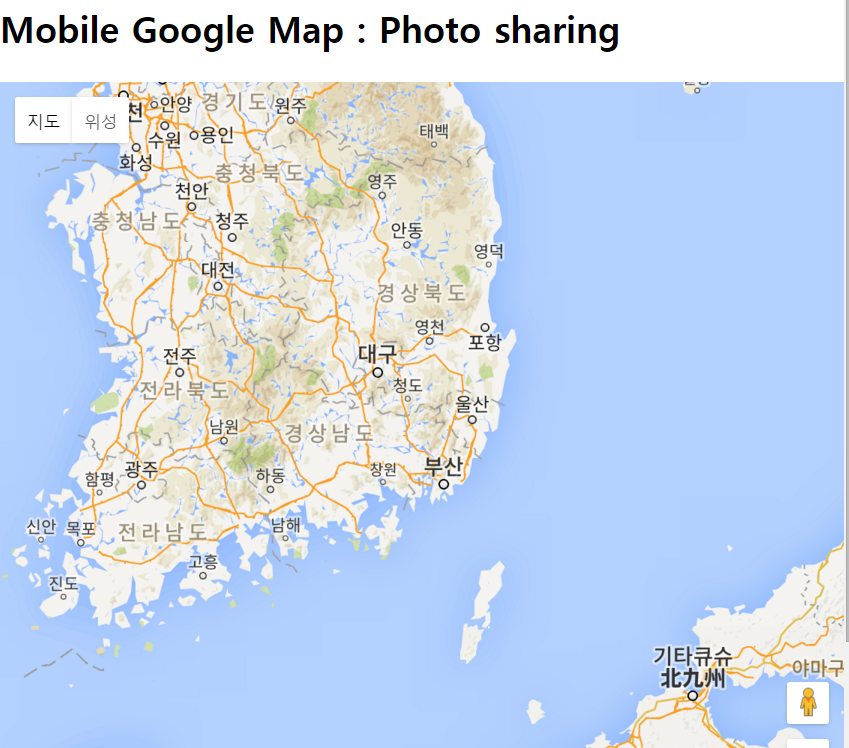 Mobile Google Map : Photo sharing
지도 위성
천
안양
경기도
원주
수원
용인
태백
화성
충청북도
영주
천안
충청남도
청주
안동
영덕
대전
경상북도
영천
포항
대구
전주
청도
전라북도
울산
남원
경상남도
광주
함평
하동
창원
부산
신안
목포
전라남도
남해
고흥
진도
기타큐슈
北九州
야마구